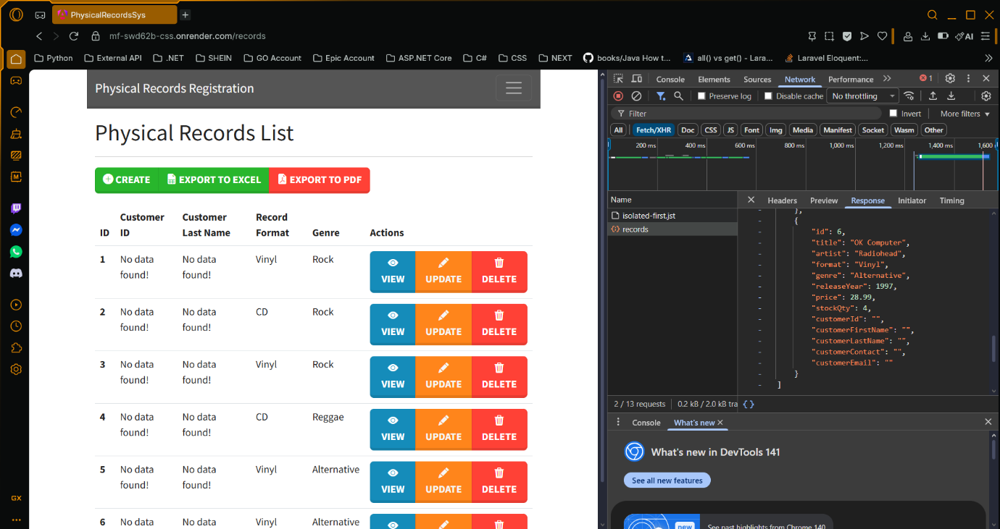 PhysicalRecordsSys
mf-swd62b-css.onrender.com/records
AI
Python External API .NET SHEIN GO Account Epic Account ASP.NET Core C# CSS NEXT books/Java How t... all() vs get() - Lara... Laravel Eloquent:...
Physical Records Registration
Physical Records List
CREATE EXPORT TO EXCEL EXPORT TO PDF
ID Customer ID Customer Last Name Record Format Genre Actions
1 No data found! No data found! Vinyl Rock VIEW UPDATE DELETE
2 No data found! No data found! CD Rock VIEW UPDATE DELETE
3 No data found! No data found! Vinyl Rock VIEW UPDATE DELETE
4 No data found! No data found! CD Reggae VIEW UPDATE DELETE
5 No data found! No data found! Vinyl Alternative VIEW UPDATE DELETE
6 No data No data Vinyl Alternative
GX
Console Elements Sources Network Performance 1
Preserve log Disable cache No throttling
Filter Invert More filters
All Fetch/XHR Doc CSS JS Font Img Media Manifest Socket Wasm Other
200 ms 400 ms 600 ms 800 ms 1,000 ms 1,200 ms 1,400 ms 1,600
Name Headers Preview Response Initiator Timing
isolated-first.jst
records
},
{
"id": 6,
"title": "OK Computer",
"artist": "Radiohead",
"format": "Vinyl",
"genre": "Alternative",
"releaseYear": 1997,
"price": 28.99,
"stockQty": 4,
"customerId": "",
"customerFirstName": "",
"customerLastName": "",
"customerContact": "",
"customerEmail": ""
}
]
2 / 13 requests 0.2 kB / 2.0 kB tra { }
Console What's new
What's new in DevTools 141
See all new features
new See past highlights from Chrome 140